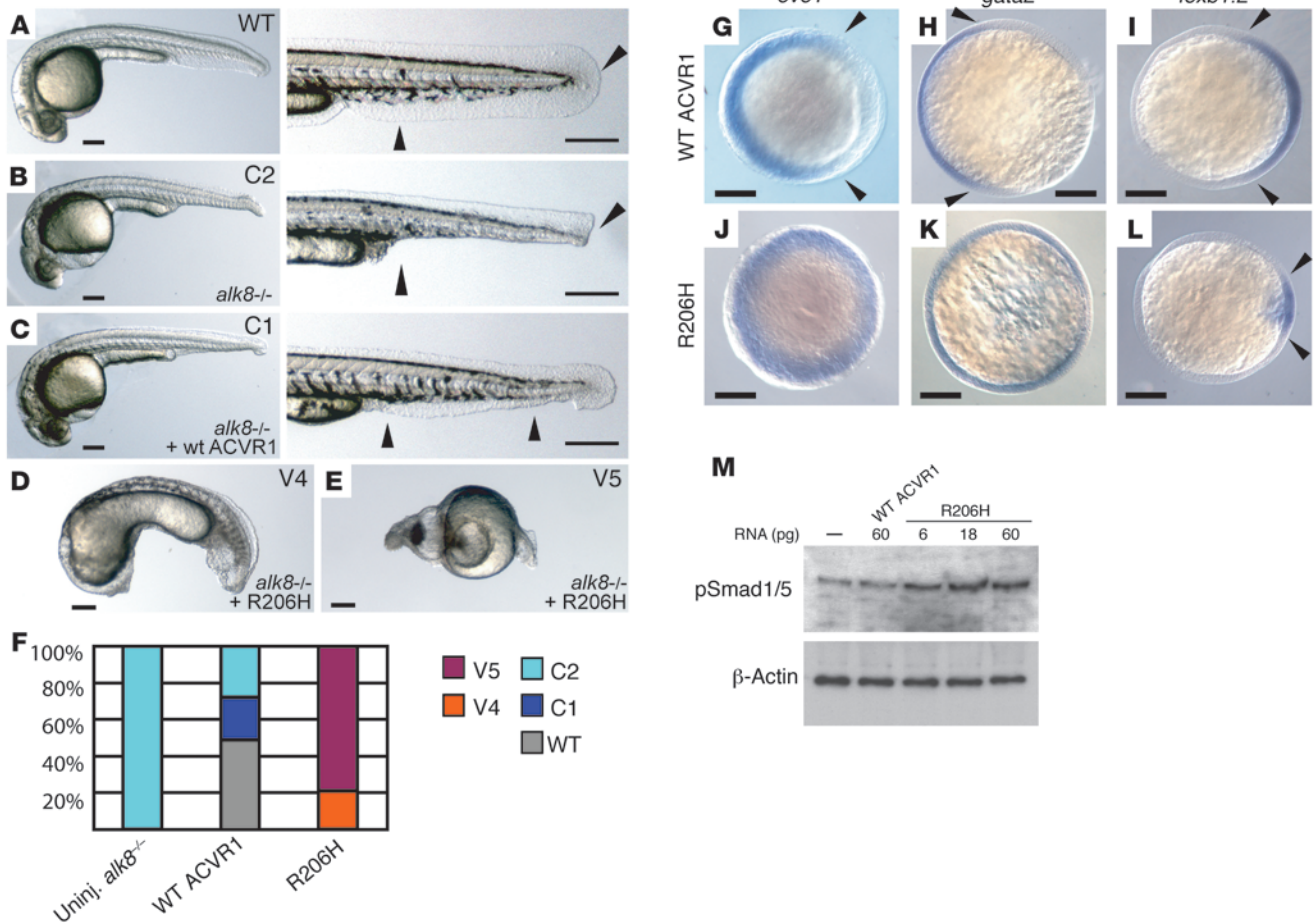 A
WT
B
C2
alk8-/-
C
C1
alk8-/-
+ wt ACVR1
D
V4
alk8-/-
+ R206H
E
V5
alk8-/-
+ R206H
F
100%
80%
60%
40%
20%
Uninj. alk8-/-
WT ACVR1
R206H
V5
C2
V4
C1
WT
WT ACVR1
G
H
I
R206H
J
K
L
M
WT ACVR1
R206H
RNA (pg)
—
60
6
18
60
pSmad1/5
β-Actin